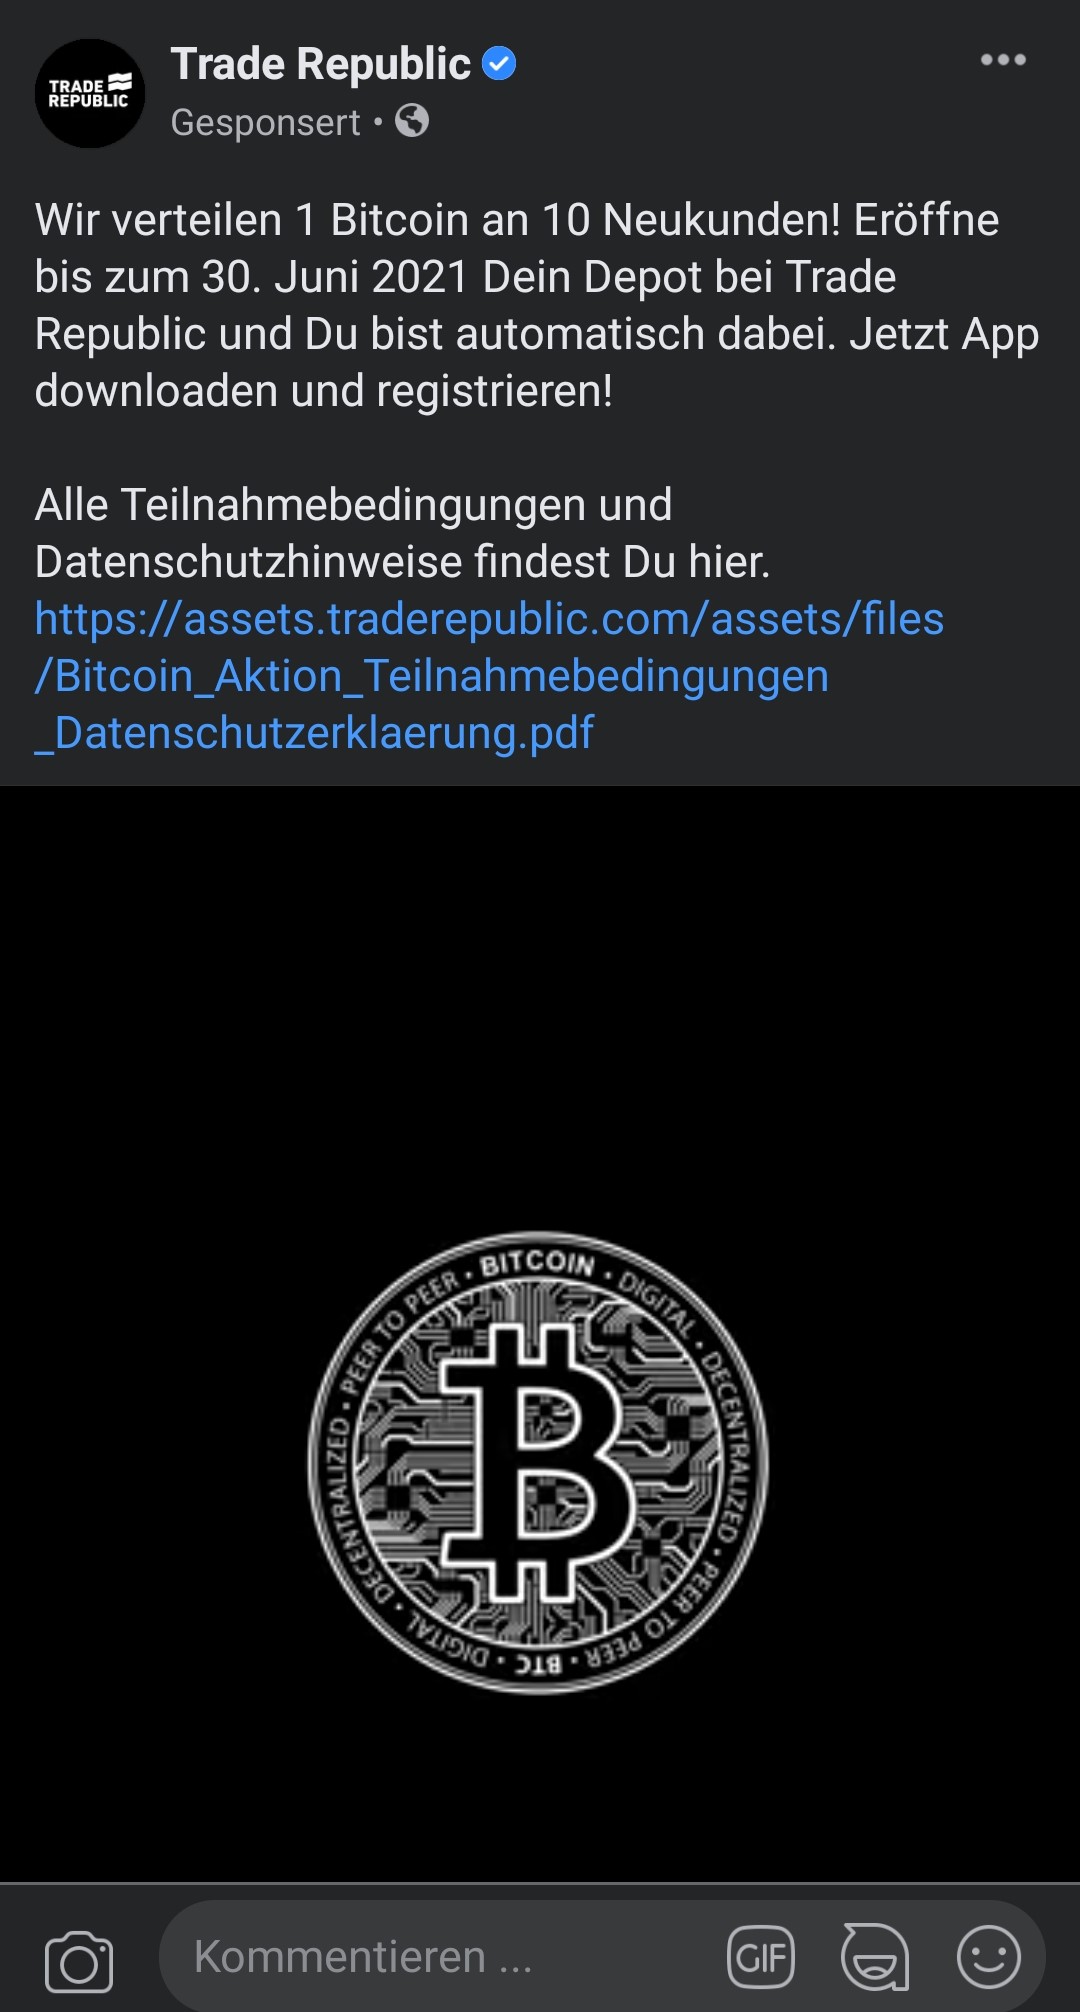 TRADE
REPUBLIC
Trade Republic
Gesponsert •
Wir verteilen 1 Bitcoin an 10 Neukunden! Eröffne
bis zum 30. Juni 2021 Dein Depot bei Trade
Republic und Du bist automatisch dabei. Jetzt App
downloaden und registrieren!
Alle Teilnahmebedingungen und
Datenschutzhinweise findest Du hier.
https://assets.traderepublic.com/assets/files
/Bitcoin_Aktion_Teilnahmebedingungen
_Datenschutzerklaerung.pdf
BITCOIN • DIGITAL • DECENTRALIZED • PEER TO PEER • BTC • DIGITAL • DECENTRALIZED • PEER TO PEER •
Kommentieren ...
GIF